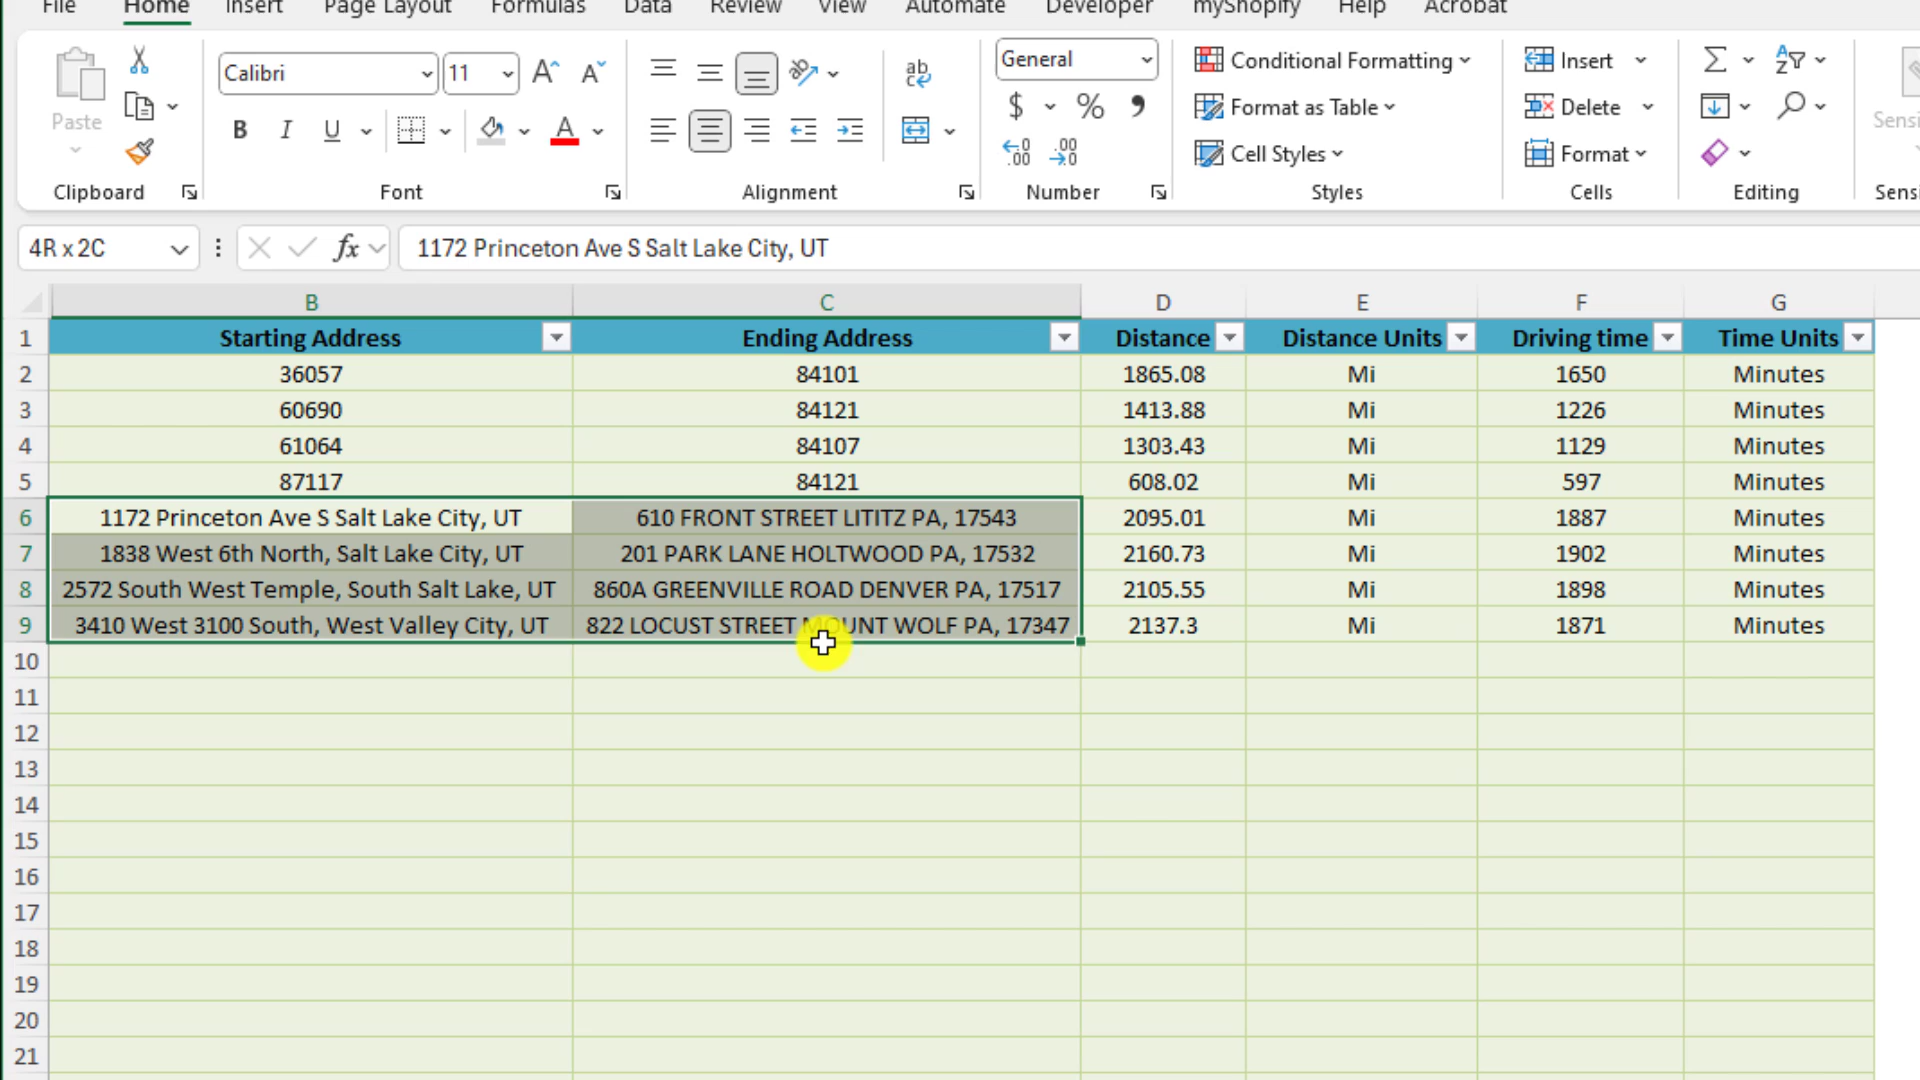 File Home Insert Page Layout Formulas Data Review View Automate Developer myShopify Help Acrobat
Paste
Clipboard
Calibri 11
B I U
Font
ab
Alignment
General
$ % 9
.00
Number
Conditional Formatting
Format as Table
Cell Styles
Styles
Insert
Delete
Format
Cells
Editing
Sensi
Sensi
4R x 2C fx 1172 Princeton Ave S Salt Lake City, UT
B C D E F G
1 Starting Address Ending Address Distance Distance Units Driving time Time Units
2 36057 84101 1865.08 Mi 1650 Minutes
3 60690 84121 1413.88 Mi 1226 Minutes
4 61064 84107 1303.43 Mi 1129 Minutes
5 87117 84121 608.02 Mi 597 Minutes
6 1172 Princeton Ave S Salt Lake City, UT 610 FRONT STREET LITITZ PA, 17543 2095.01 Mi 1887 Minutes
7 1838 West 6th North, Salt Lake City, UT 201 PARK LANE HOLTWOOD PA, 17532 2160.73 Mi 1902 Minutes
8 2572 South West Temple, South Salt Lake, UT 860A GREENVILLE ROAD DENVER PA, 17517 2105.55 Mi 1898 Minutes
9 3410 West 3100 South, West Valley City, UT 822 LOCUST STREET MOUNT WOLF PA, 17347 2137.3 Mi 1871 Minutes
10
11
12
13
14
15
16
17
18
19
20
21